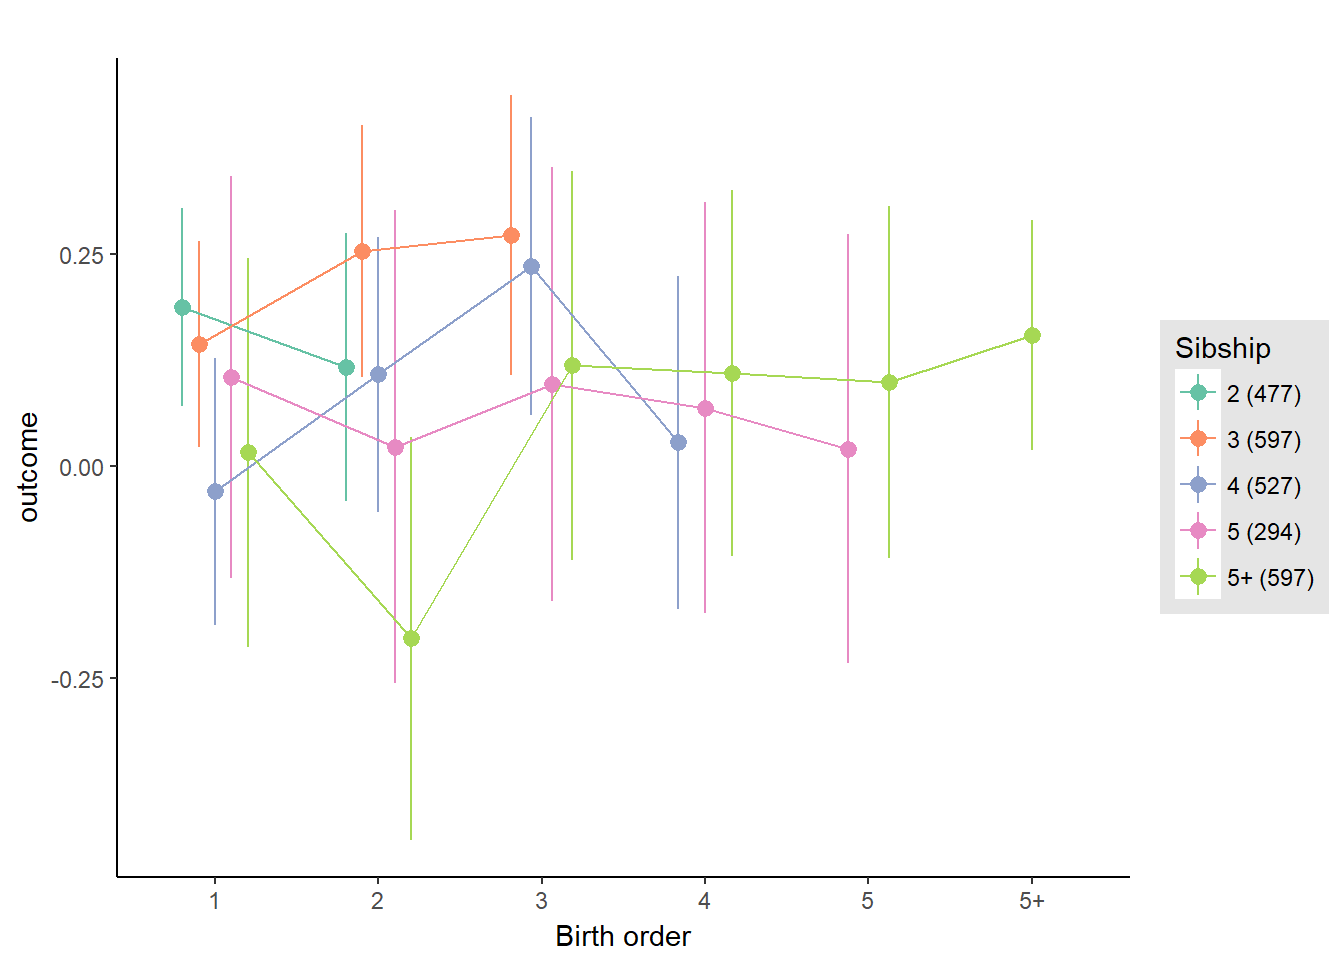 outcome
0.25
0.00
-0.25
1 2 3 4 5 5+
Birth order
Sibship
2 (477)
3 (597)
4 (527)
5 (294)
5+ (597)